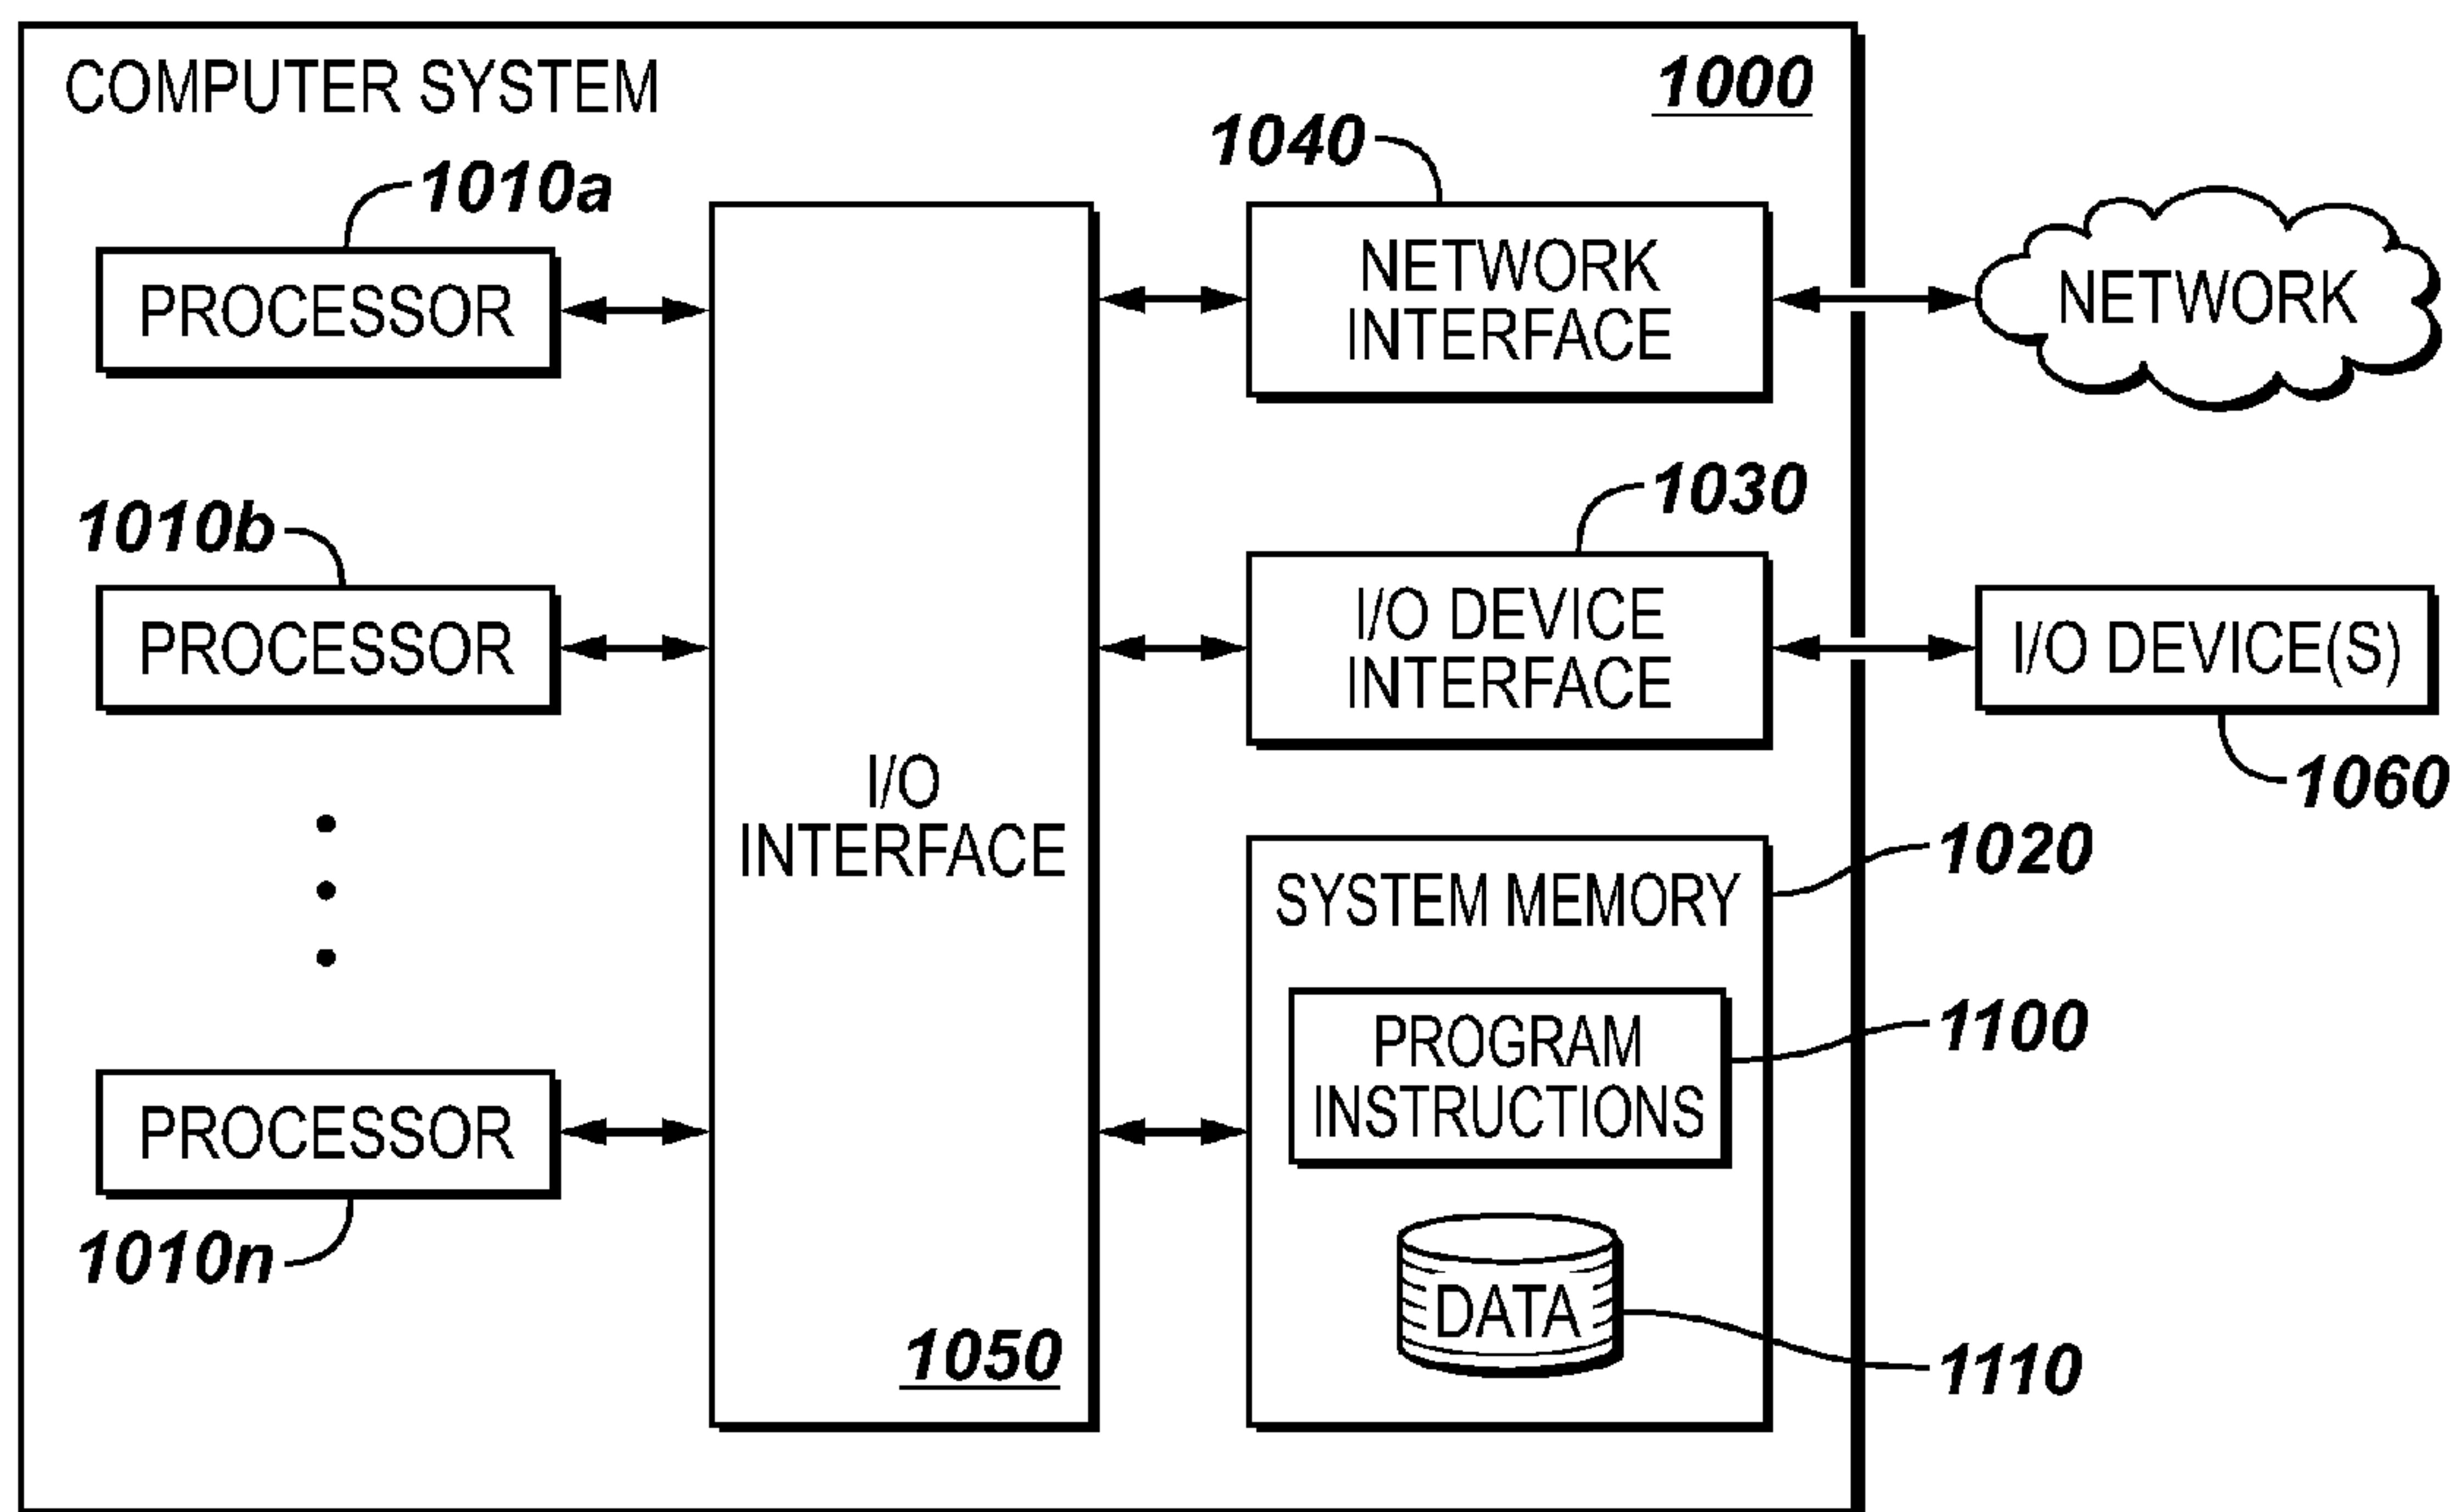 COMPUTER SYSTEM
1000
1010a
PROCESSOR
1010b
PROCESSOR
PROCESSOR
1010n
I/O
INTERFACE
1050
1040
NETWORK
INTERFACE
NETWORK
1030
I/O DEVICE
INTERFACE
I/O DEVICE(S)
1060
SYSTEM MEMORY
1020
PROGRAM
INSTRUCTIONS
1100
DATA
1110